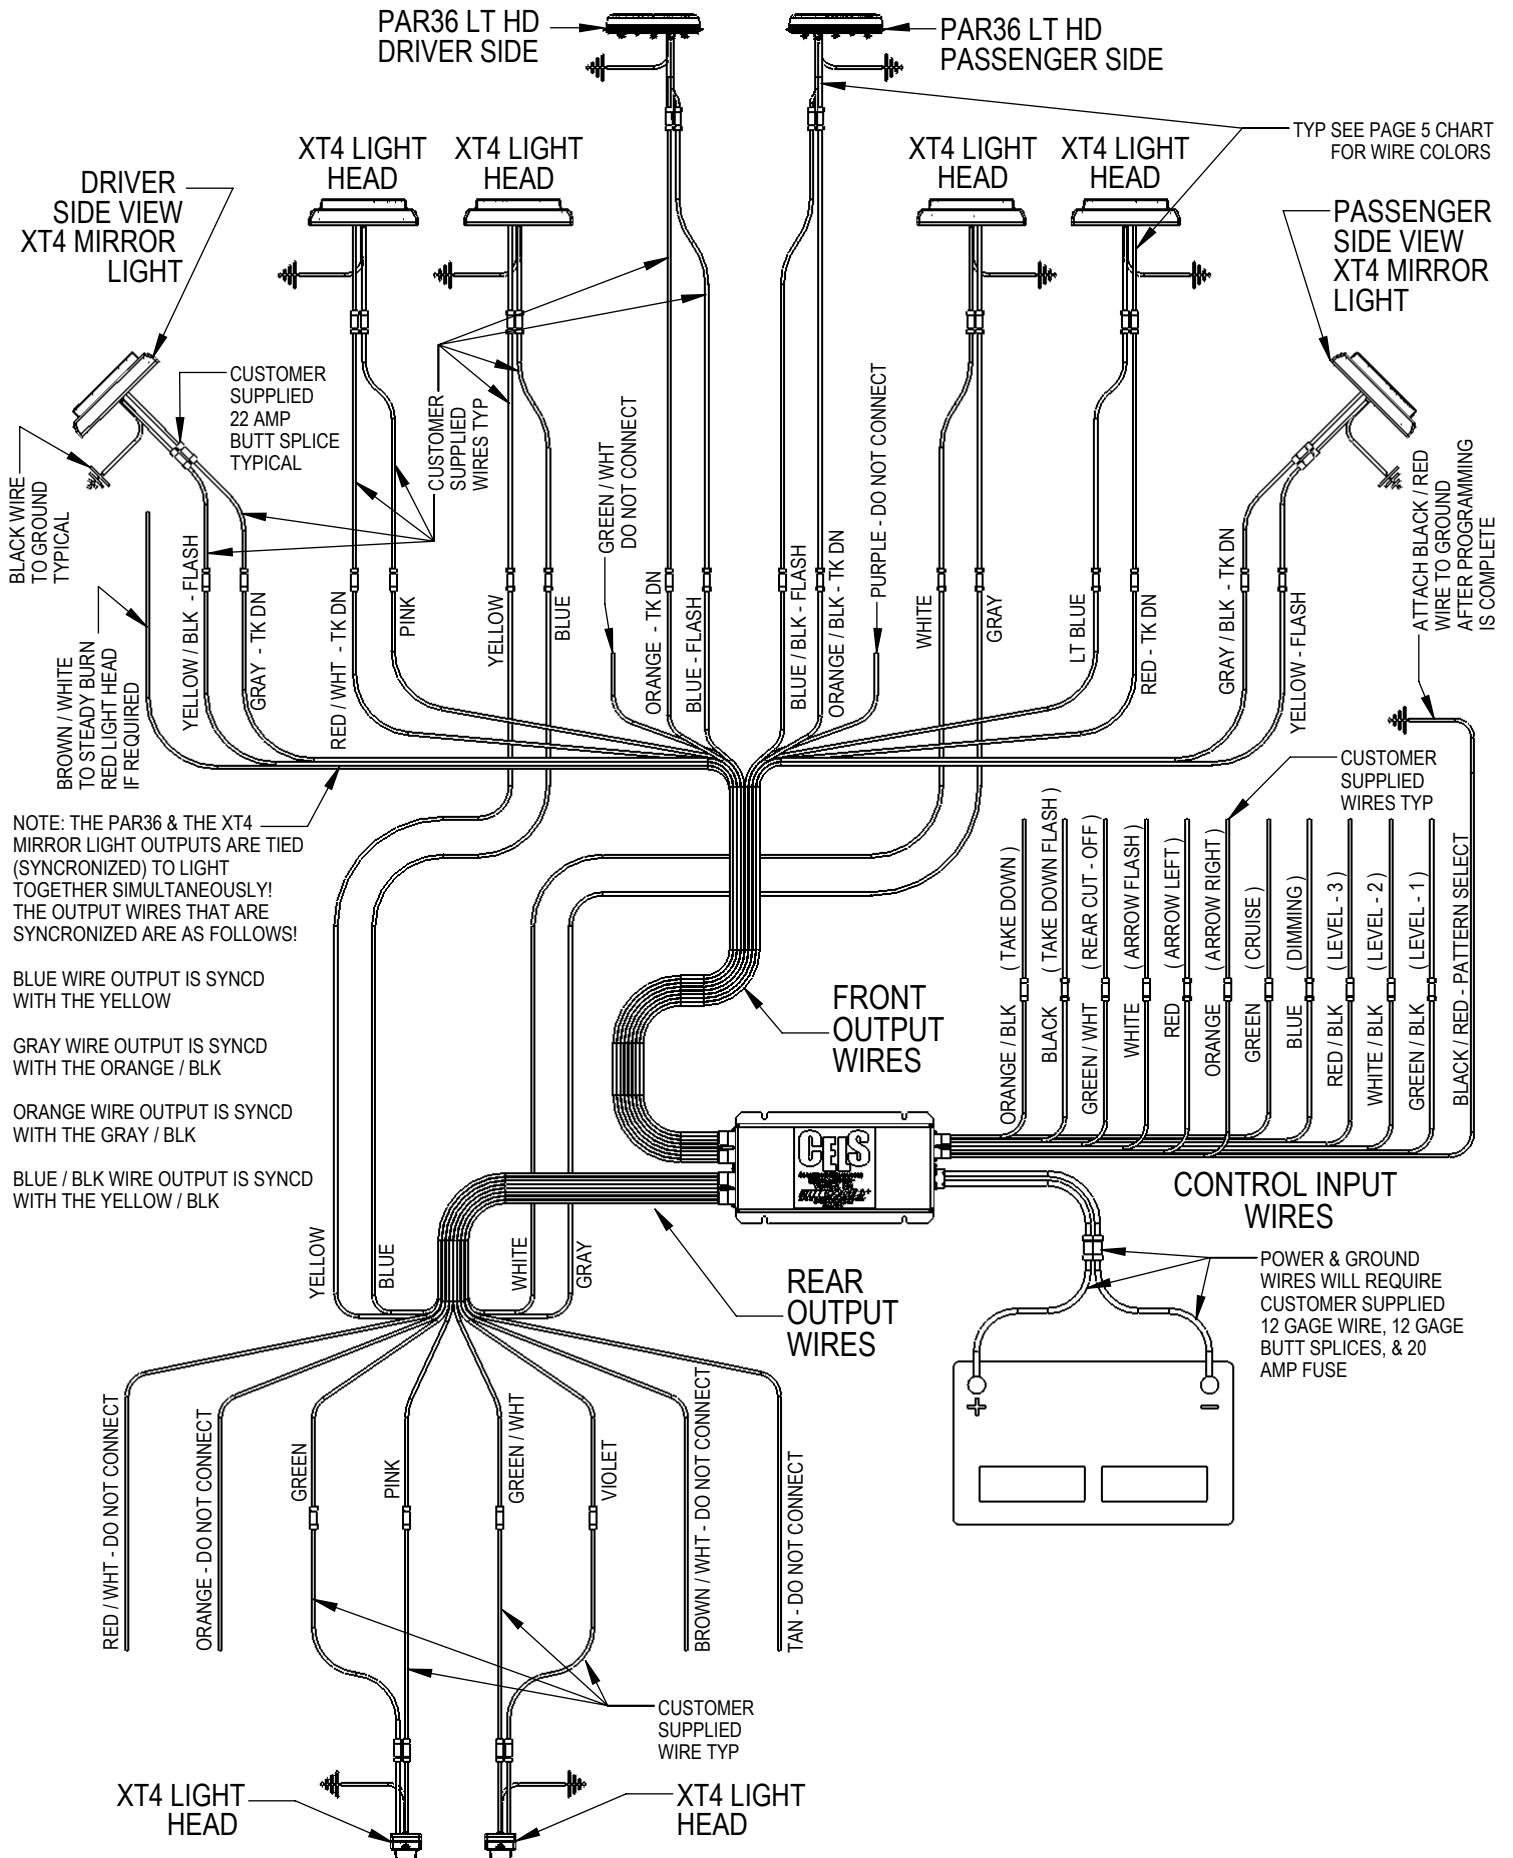 PAR36 LT HD
DRIVER SIDE
PAR36 LT HD
PASSENGER SIDE
TYP SEE PAGE 5 CHART
FOR WIRE COLORS
XT4 LIGHT
HEAD
XT4 LIGHT
HEAD
XT4 LIGHT
HEAD
XT4 LIGHT
HEAD
DRIVER
SIDE VIEW
XT4 MIRROR
LIGHT
PASSENGER
SIDE VIEW
XT4 MIRROR
LIGHT
CUSTOMER
SUPPLIED
22 AMP
BUTT SPLICE
TYPICAL
CUSTOMER
SUPPLIED
WIRES TYP
BLACK WIRE
TO GROUND
TYPICAL
BROWN / WHITE
TO STEADY BURN
RED LIGHT HEAD
IF REQUIRED
YELLOW / BLK - FLASH
GRAY - TK DN
RED / WHT - TK DN
PINK
YELLOW
BLUE
GREEN / WHT
DO NOT CONNECT
ORANGE - TK DN
BLUE - FLASH
BLUE / BLK - FLASH
ORANGE / BLK - TK DN
PURPLE - DO NOT CONNECT
WHITE
GRAY
LT BLUE
RED - TK DN
GRAY / BLK - TK DN
YELLOW - FLASH
ATTACH BLACK / RED
WIRE TO GROUND
AFTER PROGRAMMING
IS COMPLETE
CUSTOMER
SUPPLIED
WIRES TYP
NOTE: THE PAR36 & THE XT4
MIRROR LIGHT OUTPUTS ARE TIED
(SYNCRONIZED) TO LIGHT
TOGETHER SIMULTANEOUSLY!
THE OUTPUT WIRES THAT ARE
SYNCRONIZED ARE AS FOLLOWS!
BLUE WIRE OUTPUT IS SYNCD
WITH THE YELLOW
GRAY WIRE OUTPUT IS SYNCD
WITH THE ORANGE / BLK
ORANGE WIRE OUTPUT IS SYNCD
WITH THE GRAY / BLK
BLUE / BLK WIRE OUTPUT IS SYNCD
WITH THE YELLOW / BLK
FRONT
OUTPUT
WIRES
ORANGE / BLK ( TAKE DOWN )
BLACK ( TAKE DOWN FLASH )
GREEN / WHT ( REAR CUT - OFF )
WHITE ( ARROW FLASH )
RED ( ARROW LEFT )
ORANGE ( ARROW RIGHT )
GREEN ( CRUISE )
BLUE ( DIMMING )
RED / BLK ( LEVEL - 3 )
WHITE / BLK ( LEVEL - 2 )
GREEN / BLK ( LEVEL - 1 )
BLACK / RED - PATTERN SELECT
CELS
CONTROL INPUT
WIRES
YELLOW
BLUE
WHITE
GRAY
REAR
OUTPUT
WIRES
POWER & GROUND
WIRES WILL REQUIRE
CUSTOMER SUPPLIED
12 GAGE WIRE, 12 GAGE
BUTT SPLICES, & 20
AMP FUSE
+
–
RED / WHT - DO NOT CONNECT
ORANGE - DO NOT CONNECT
GREEN
PINK
GREEN / WHT
VIOLET
BROWN / WHT - DO NOT CONNECT
TAN - DO NOT CONNECT
CUSTOMER
SUPPLIED
WIRE TYP
XT4 LIGHT
HEAD
XT4 LIGHT
HEAD